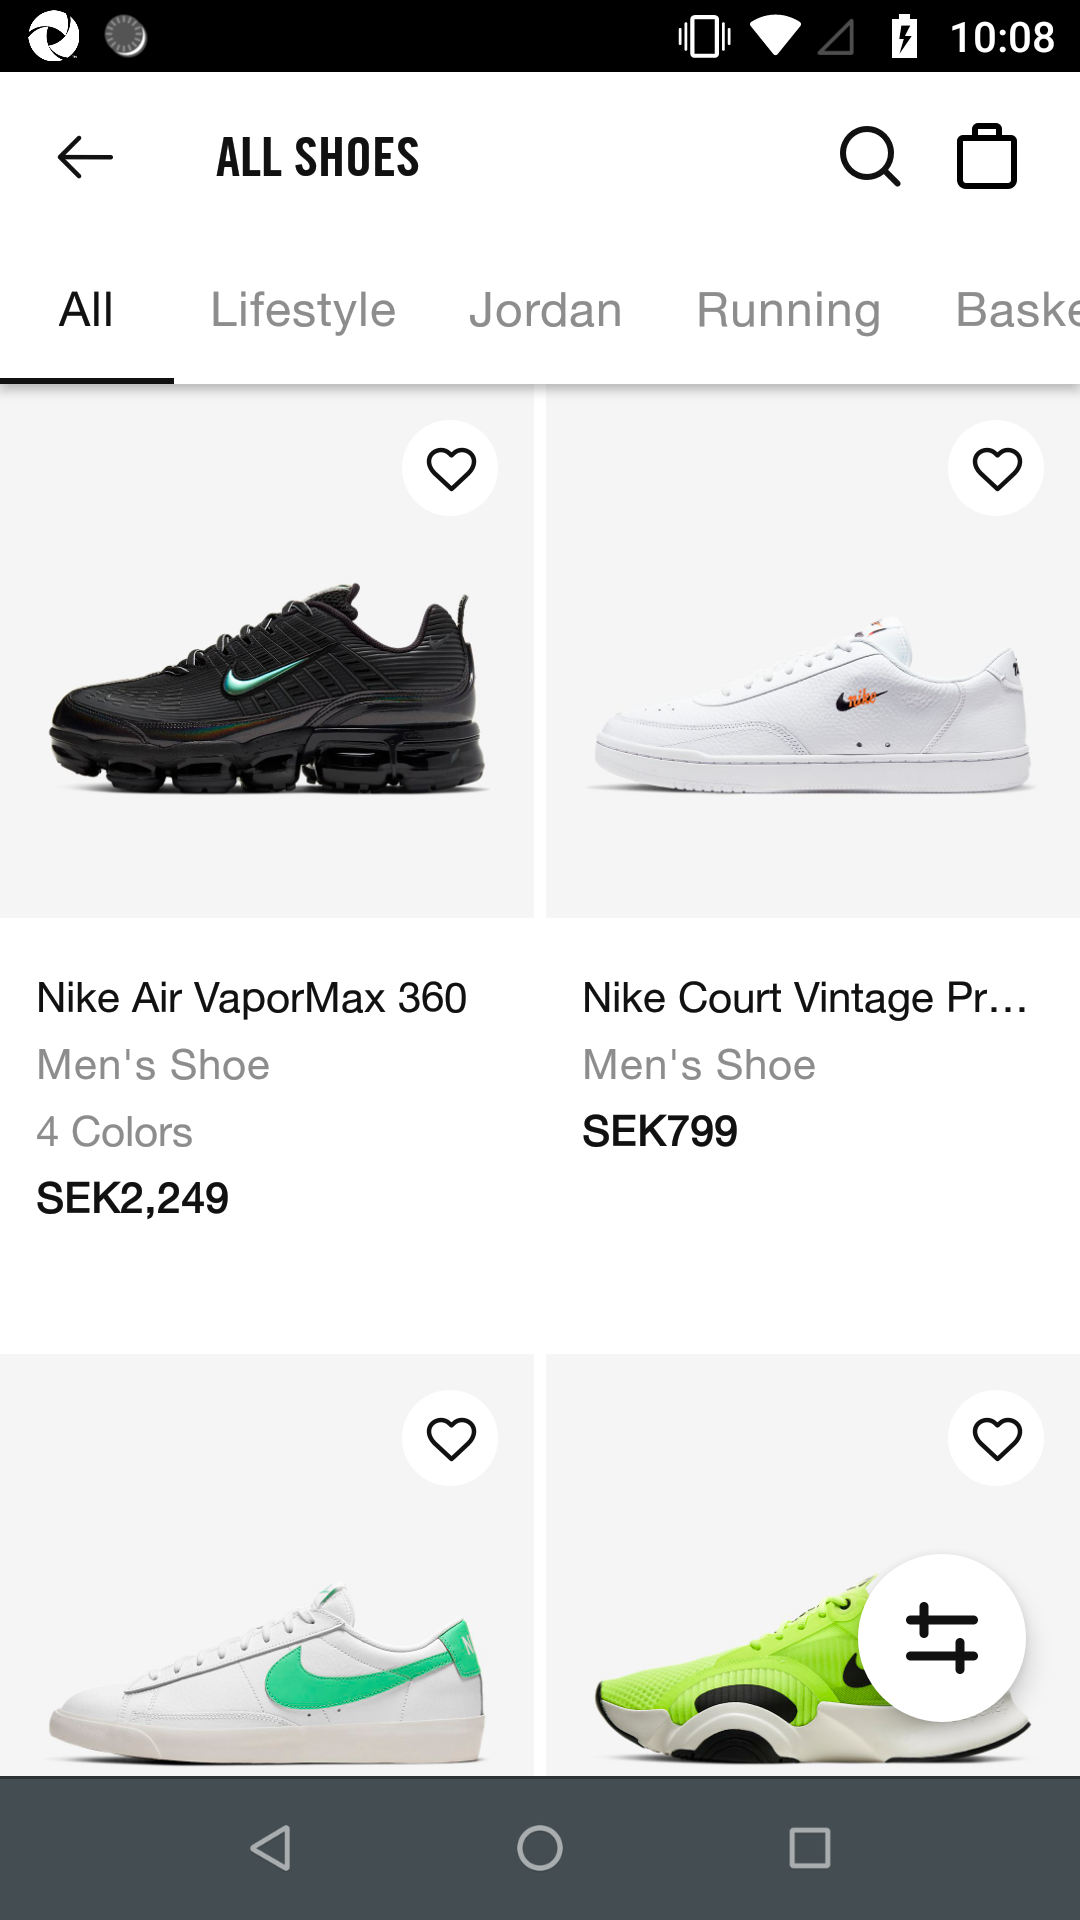 10:08
ALL SHOES
All Lifestyle Jordan Running Baske
nike
Nike Air VaporMax 360
Men's Shoe
4 Colors
SEK2,249
Nike Court Vintage Pr...
Men's Shoe
SEK799